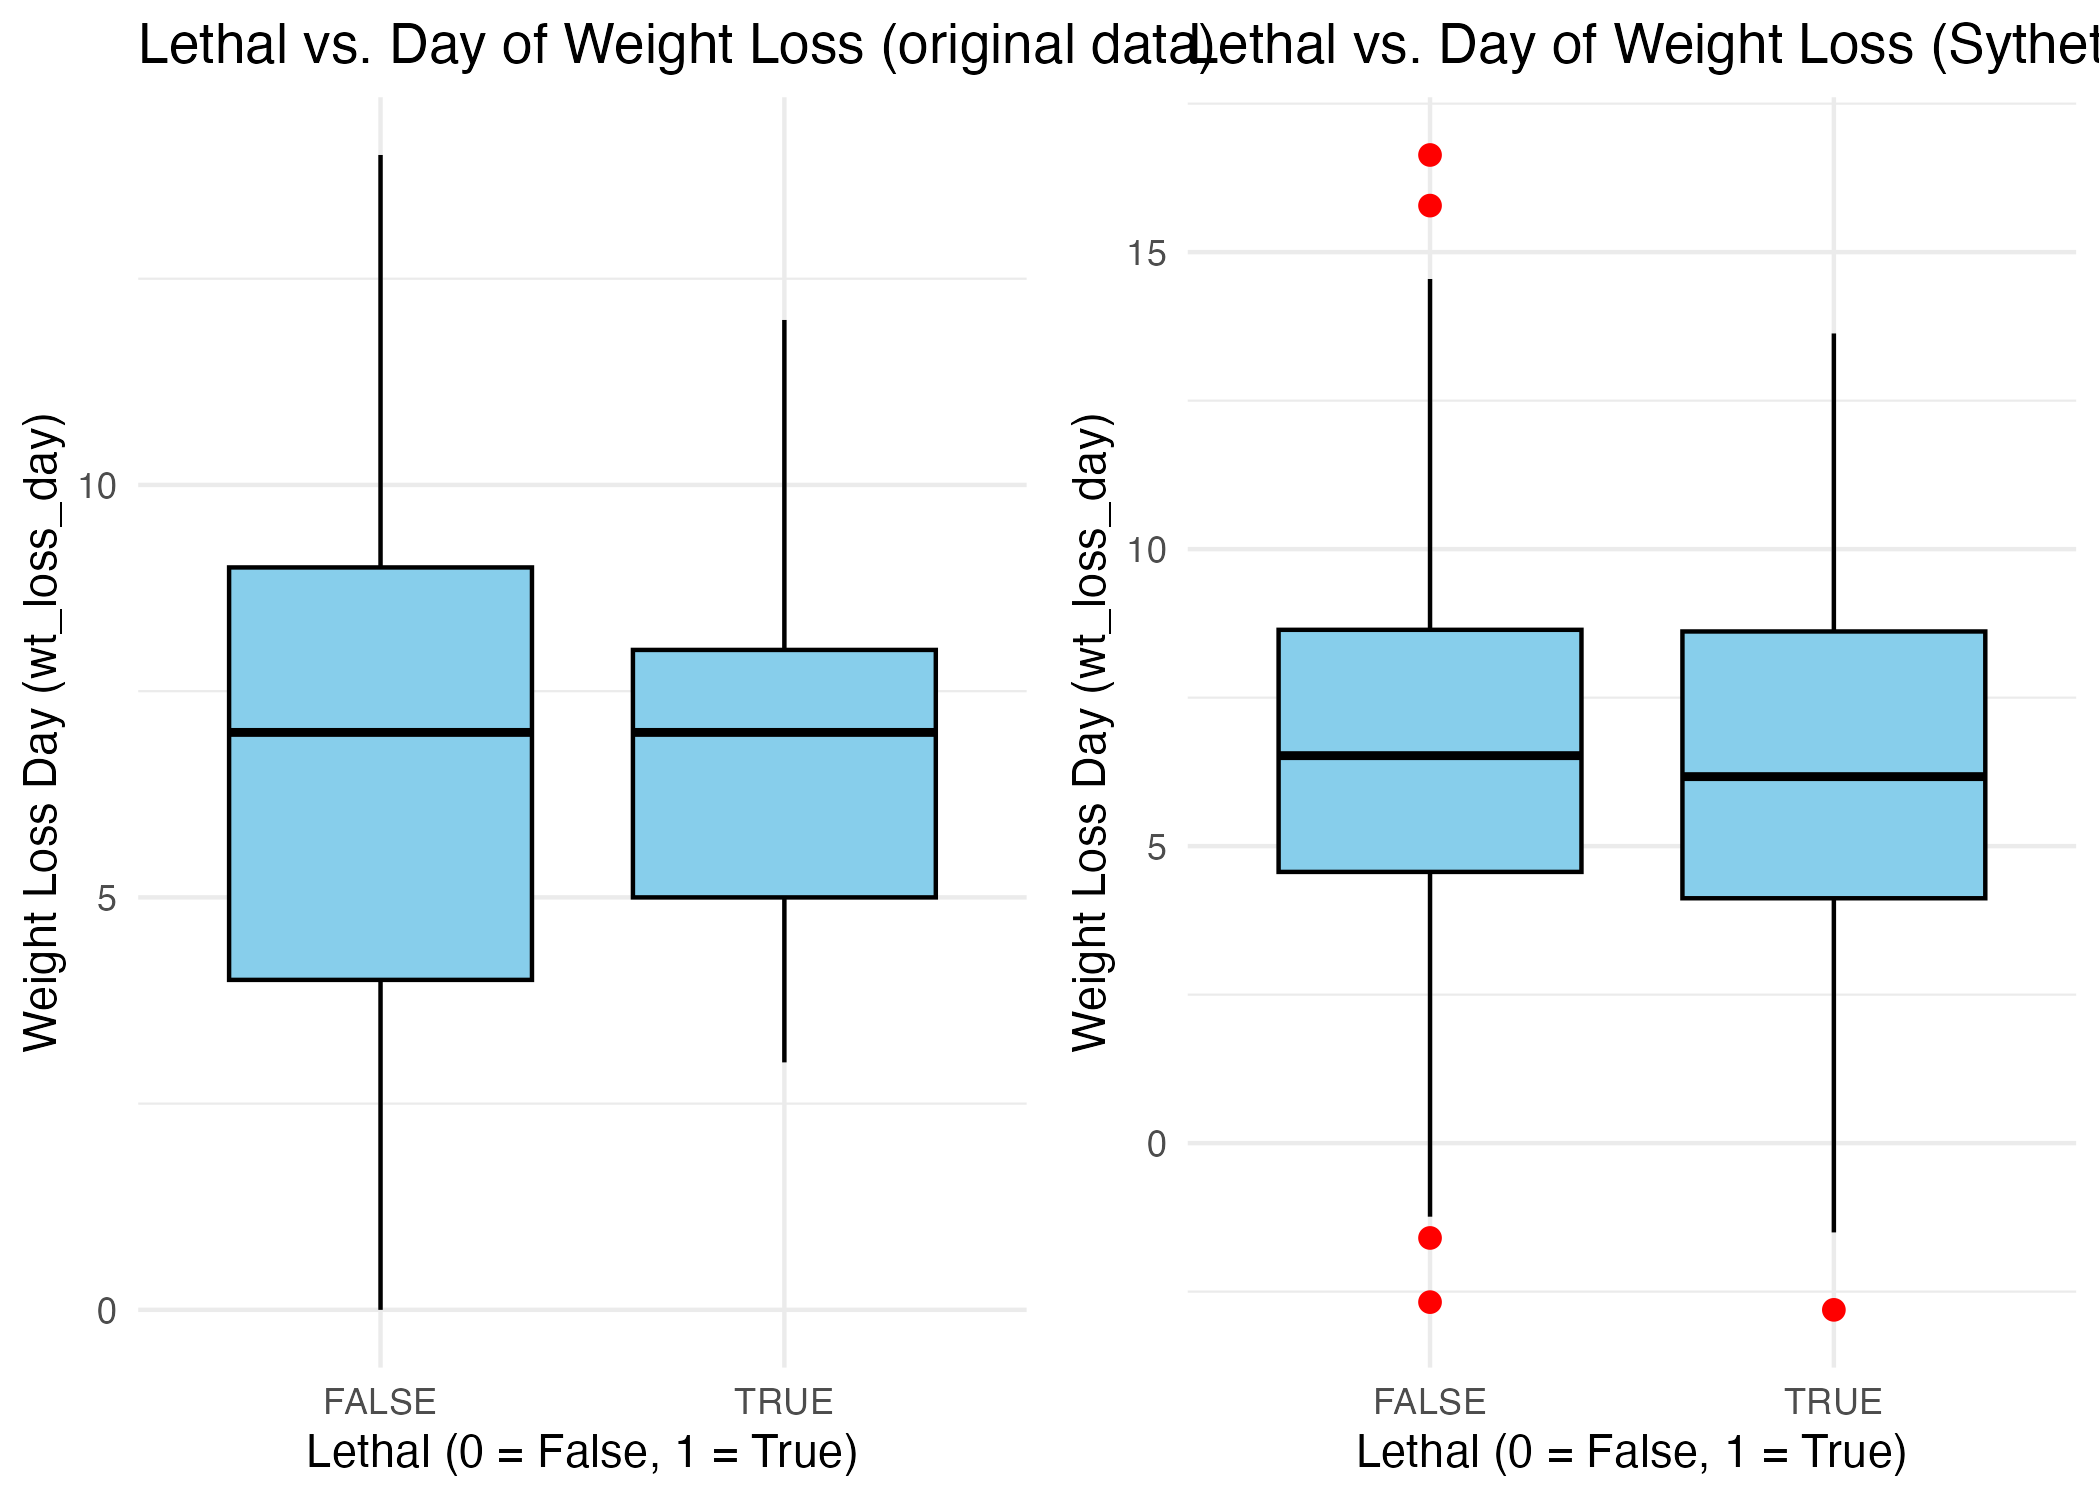 Lethal vs. Day of Weight Loss (original data)
Weight Loss Day (wt_loss_day)
10
5
0
FALSE TRUE
Lethal (0 = False, 1 = True)
Lethal vs. Day of Weight Loss (Sythet
Weight Loss Day (wt_loss_day)
15
10
5
0
FALSE TRUE
Lethal (0 = False, 1 = True)